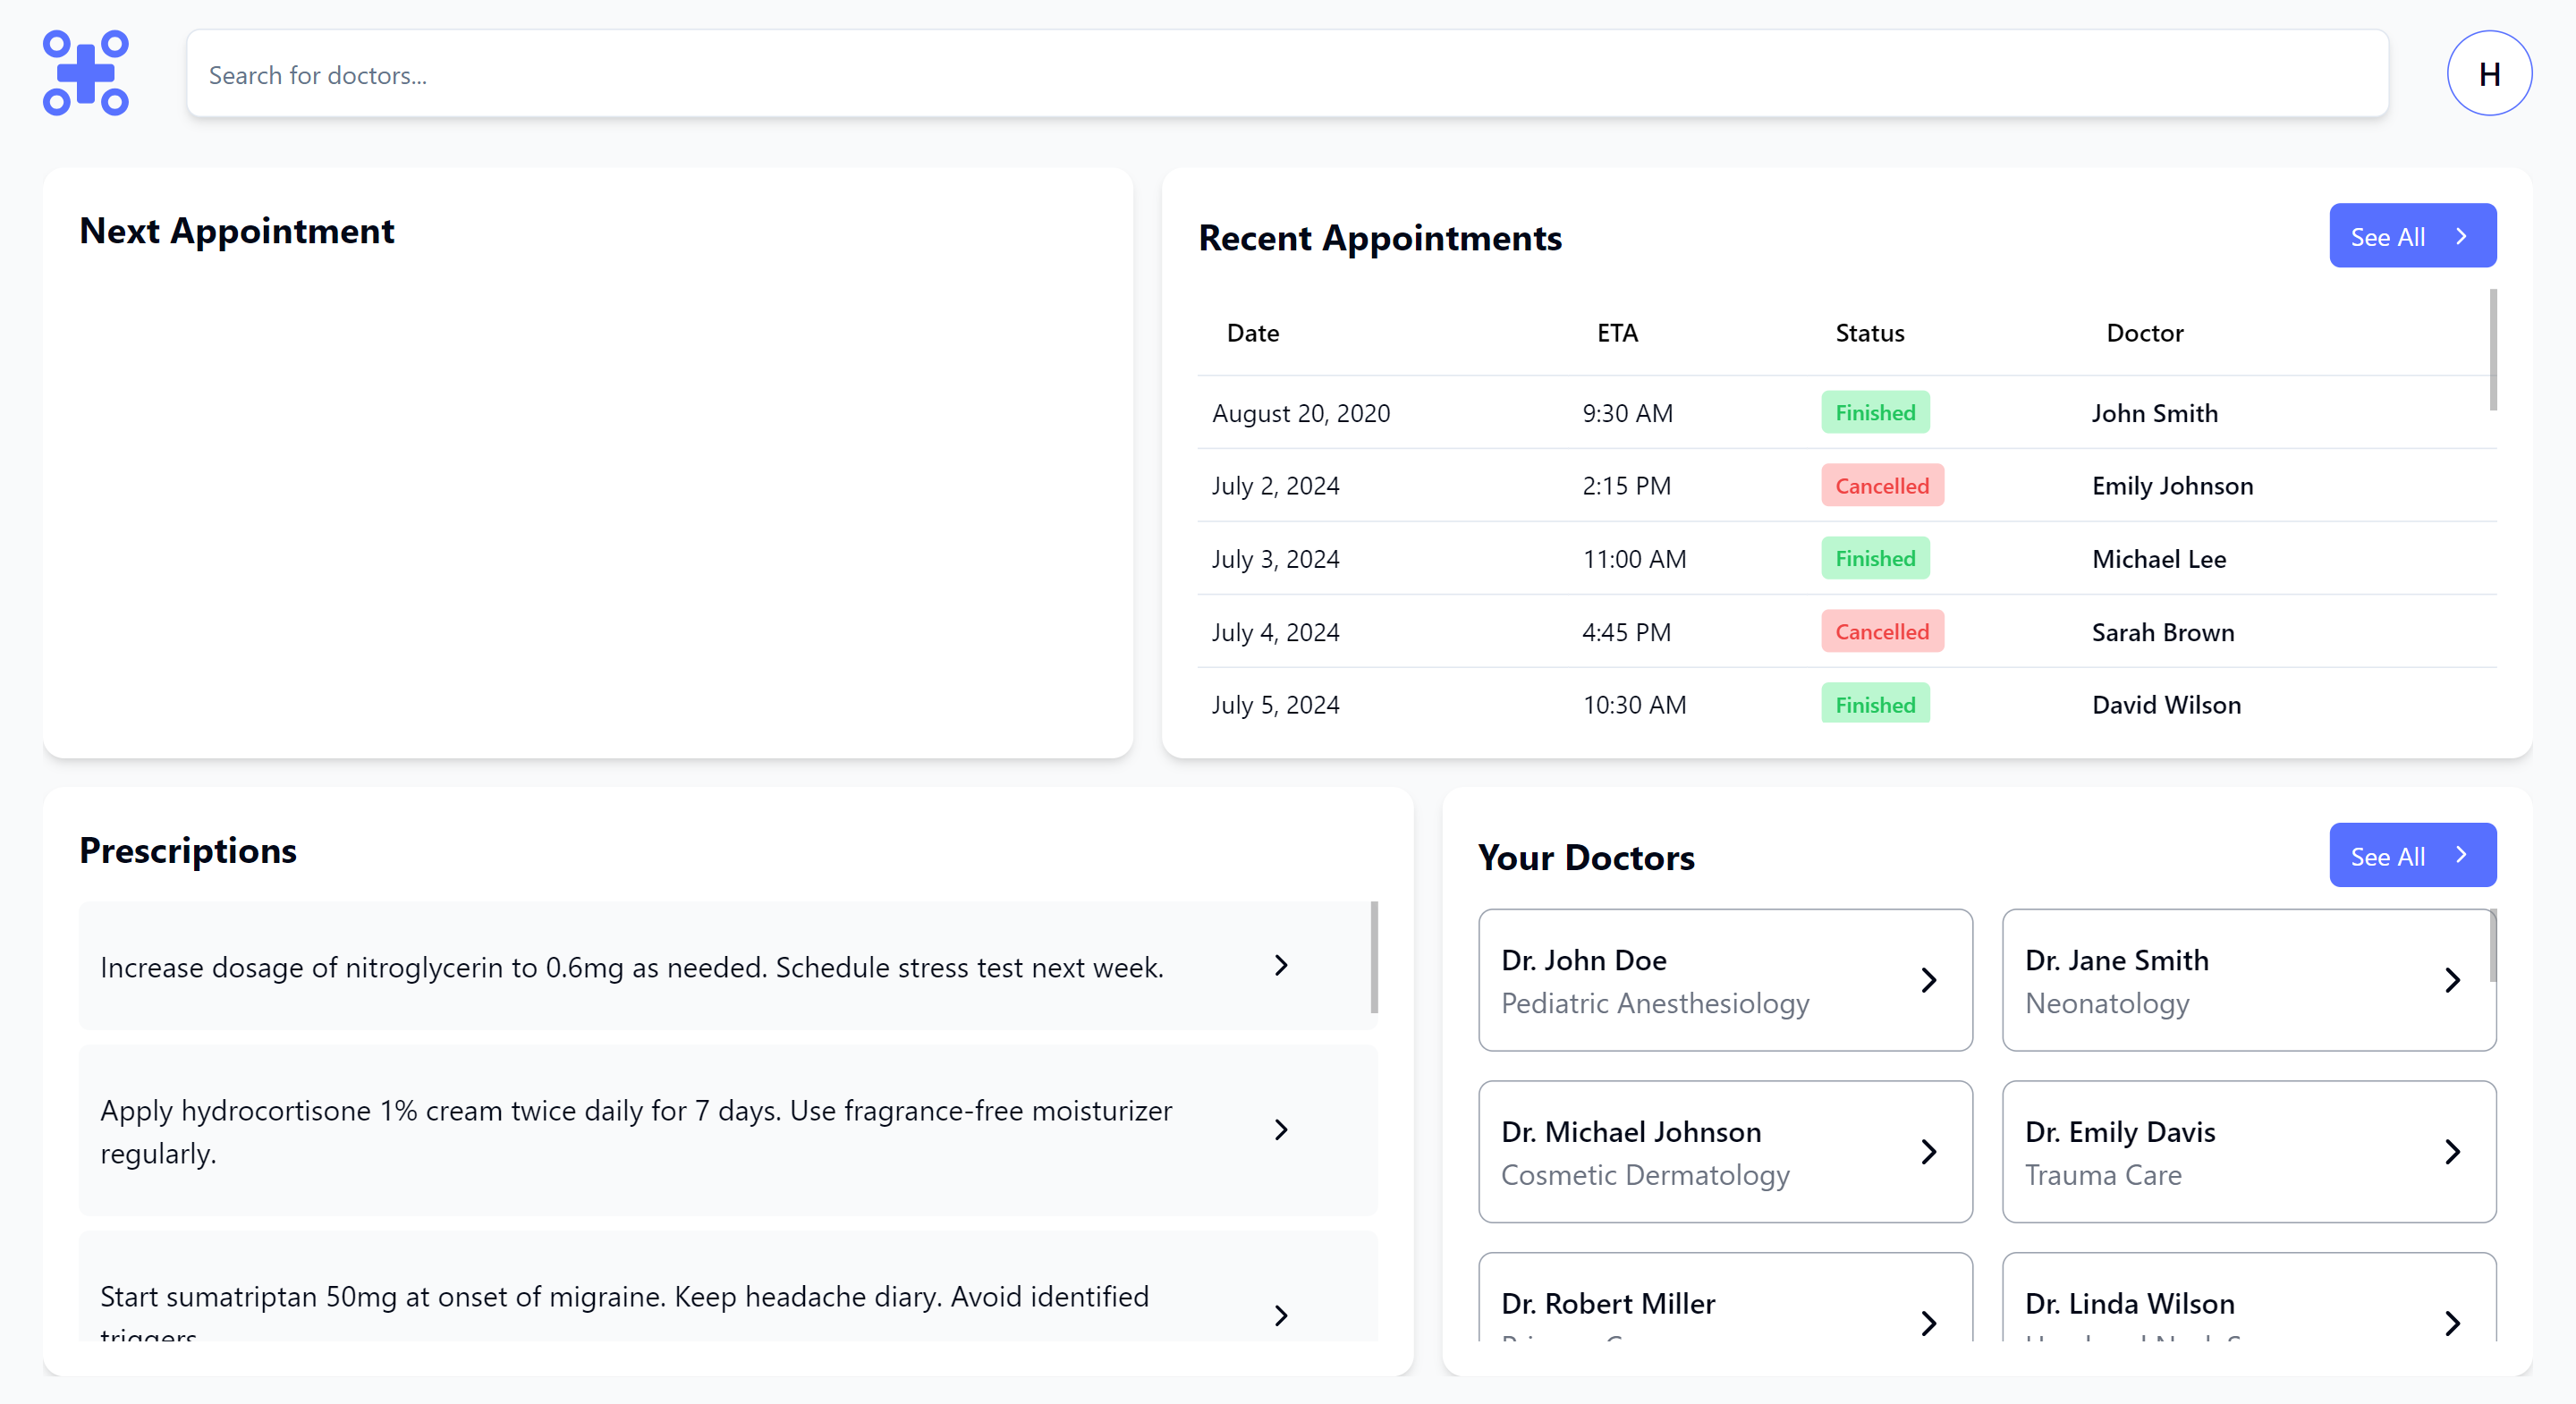 Search for doctors...
H
Next Appointment
Recent Appointments
See All
Date ETA Status Doctor
August 20, 2020 9:30 AM Finished John Smith
July 2, 2024 2:15 PM Cancelled Emily Johnson
July 3, 2024 11:00 AM Finished Michael Lee
July 4, 2024 4:45 PM Cancelled Sarah Brown
July 5, 2024 10:30 AM Finished David Wilson
Prescriptions
Increase dosage of nitroglycerin to 0.6mg as needed. Schedule stress test next week.
Apply hydrocortisone 1% cream twice daily for 7 days. Use fragrance-free moisturizer
regularly.
Start sumatriptan 50mg at onset of migraine. Keep headache diary. Avoid identified
triggers
Your Doctors
See All
Dr. John Doe
Pediatric Anesthesiology
Dr. Jane Smith
Neonatology
Dr. Michael Johnson
Cosmetic Dermatology
Dr. Emily Davis
Trauma Care
Dr. Robert Miller
Dr. Linda Wilson